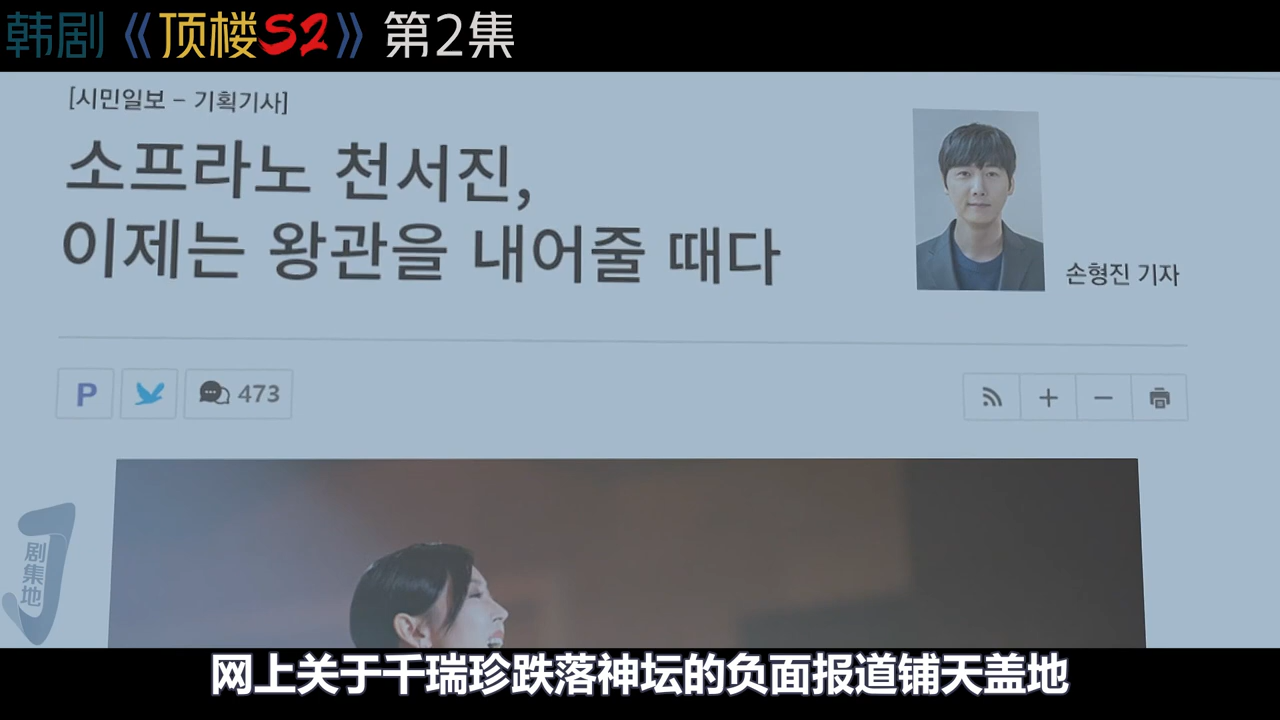 韩剧《顶楼S2》第2集
[시민일보 - 기획기사]
소프라노 천서진,
이제는 왕관을 내어줄 때다
손형진 기자
P
473
剧集地
网上关于千瑞珍跌落神坛的负面报道铺天盖地